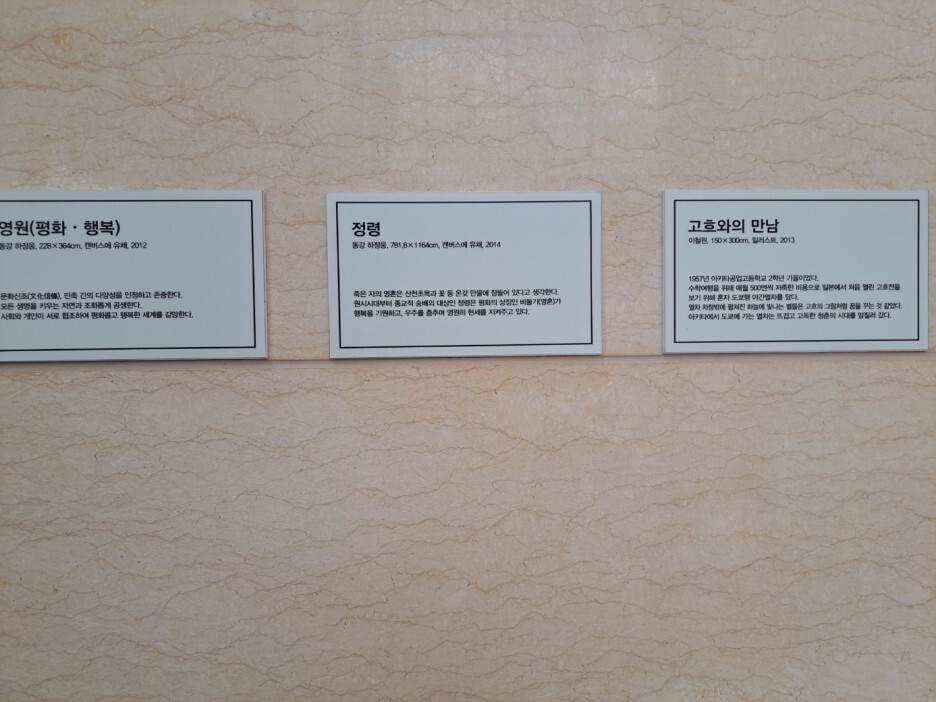 영원(평화 · 행복)
동강 하정웅, 228×364cm, 캔버스에 유채, 2012
문화신조(文化信條), 민족 간의 다양성을 인정하고 존중한다.
모든 생명을 키우는 자연과 조화롭게 공생한다.
사회와 개인이 서로 협조하여 평화롭고 행복한 세계를 갈망한다.
정령
동강 하정웅, 781.8×1164cm, 캔버스에 유채, 2014
죽은 자의 영혼은 산천초목과 꽃 등 온갖 만물에 잠들어 있다고 생각한다.
원시시대부터 종교적 숭배의 대상인 정령은 평화의 상징인 비둘기(영혼)가
행복을 기원하고, 우주를 춤추며 영원히 현세를 지켜주고 있다.
고흐와의 만남
이철원, 150×300cm, 일러스트, 2013
1957년 아키타공업고등학교 2학년 가을이었다.
수학여행을 위해 매월 500엔씩 저축한 비용으로 일본에서 처음 열린 고흐전을
보기 위해 혼자 도쿄행 야간열차를 탔다.
열차 차창밖에 펼쳐진 하늘에 빛나는 별들은 고흐의 그림처럼 꿈을 꾸는 것 같았다.
아키타에서 도쿄에 가는 열차는 뜨겁고 고독한 청춘의 시대를 앞질러 갔다.